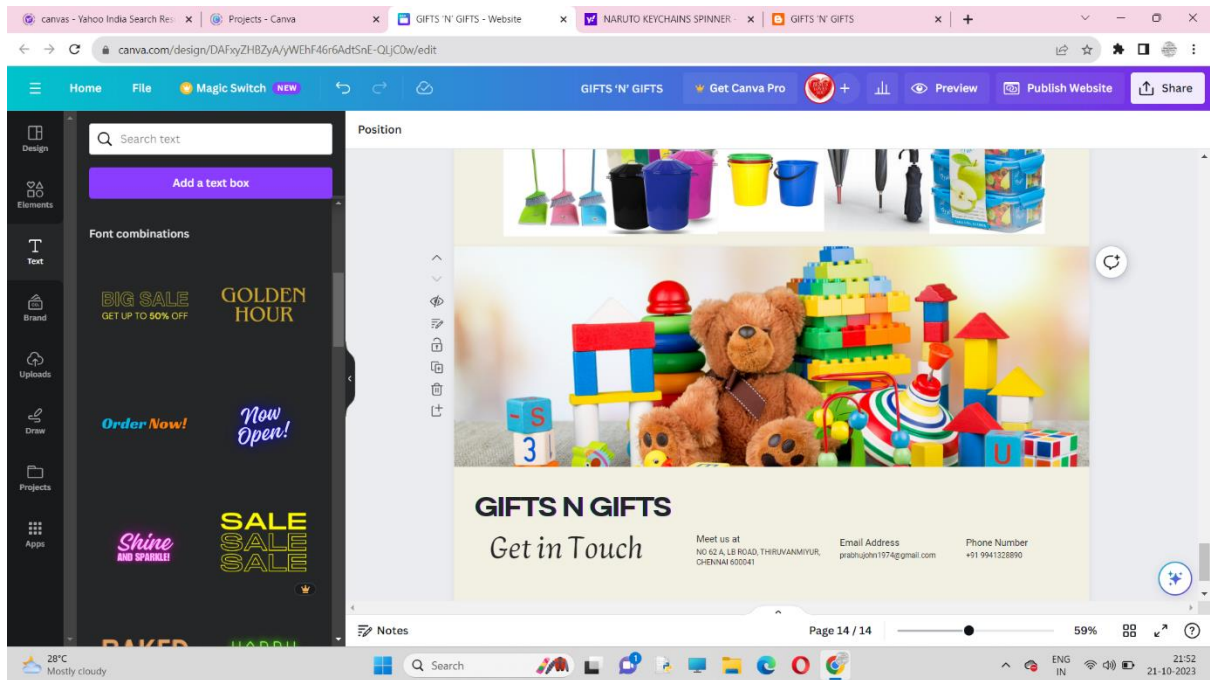 canvas - Yahoo India Search Res
Projects - Canva
GIFTS 'N' GIFTS - Website
NARUTO KEYCHAINS SPINNER -
GIFTS 'N' GIFTS
canva.com/design/DAFxyZHBZyA/yWEhF46r6AdtSnE-QLjC0w/edit
Home File Magic Switch NEW GIFTS 'N' GIFTS Get Canva Pro Preview Publish Website Share
Design
Elements
Text
Brand
Uploads
Draw
Projects
Apps
Search text
Add a text box
Font combinations
BIG SALE
GET UP TO 50% OFF
GOLDEN
HOUR
Order Now!
Now
Open!
Shine
AND SPARKLE!
SALE
SALE
SALE
BAKED
HAPPY
Position
S
3
U
GIFTS N GIFTS
Get in Touch
Meet us at
NO 62 A, LB ROAD, THIRUVANMIYUR,
CHENNAI 600041
Email Address
prabhujohn1974@gmail.com
Phone Number
+91 9941328890
Notes
Page 14 / 14
59%
28°C
Mostly cloudy
Search
ENG
IN
21:52
21-10-2023